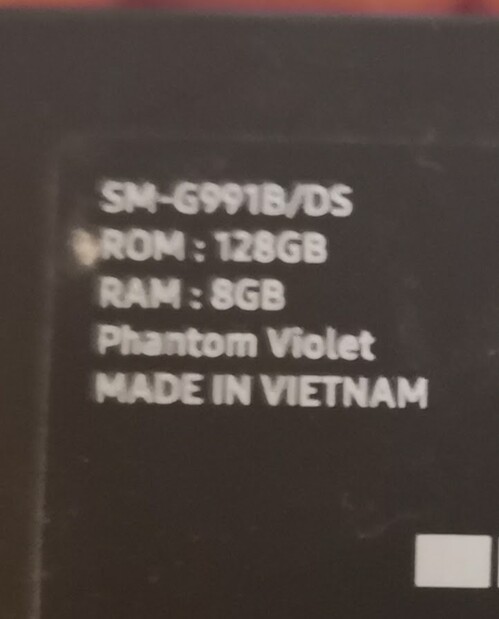 SM-G991B/DS
ROM : 128GB
RAM : 8GB
Phantom Violet
MADE IN VIETNAM